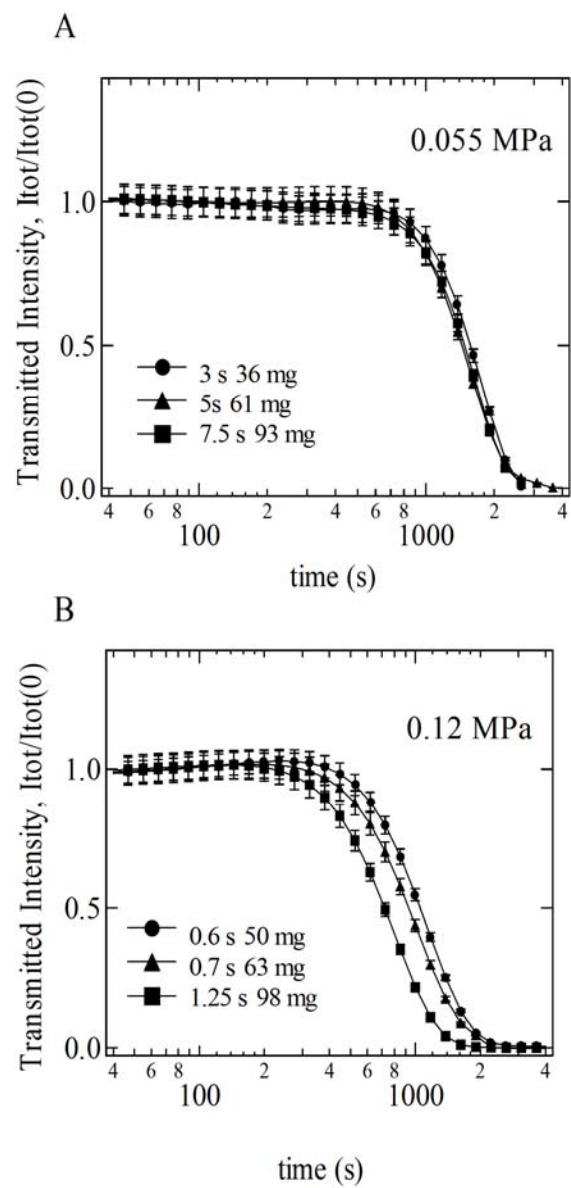 A
Transmitted Intensity, Itot/Itot(0)
0.055 MPa
1.0
0.5
0.0
3 s 36 mg
5s 61 mg
7.5 s 93 mg
4 6 8 100 2 4 6 8 1000 2 4
time (s)
B
Transmitted Intensity, Itot/Itot(0)
0.12 MPa
1.0
0.5
0.0
0.6 s 50 mg
0.7 s 63 mg
1.25 s 98 mg
4 6 8 100 2 4 6 8 1000 2 4
time (s)